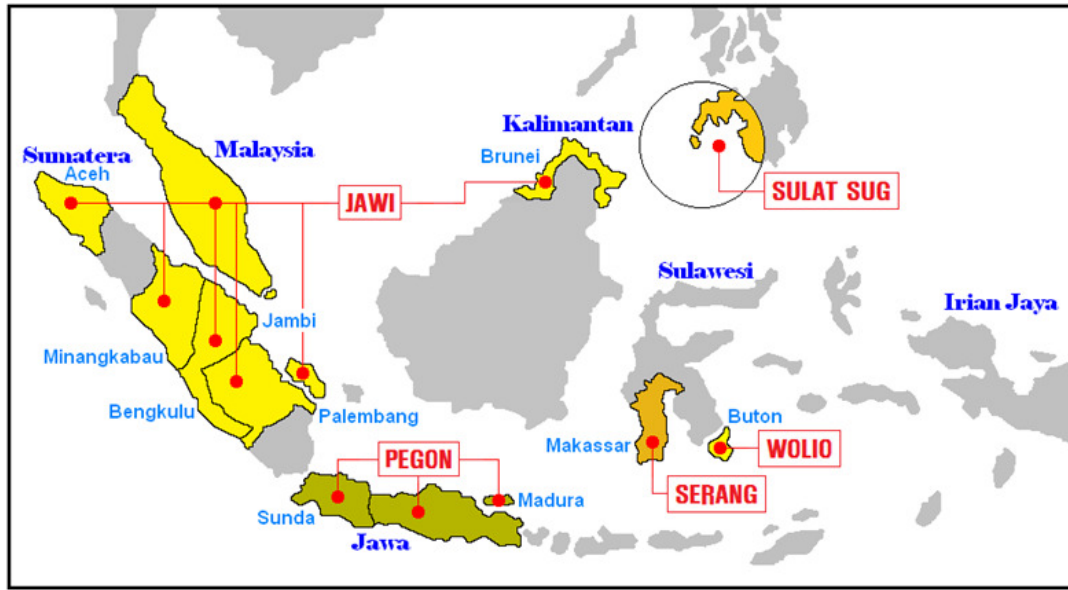 Sumatera
Aceh
Malaysia
Kalimantan
Brunei
JAWI
SULAT SUG
Sulawesi
Irian Jaya
Jambi
Minangkabau
Bengkulu
Palembang
Buton
Makassar
WOLIO
PEGON
SERANG
Madura
Sunda
Jawa